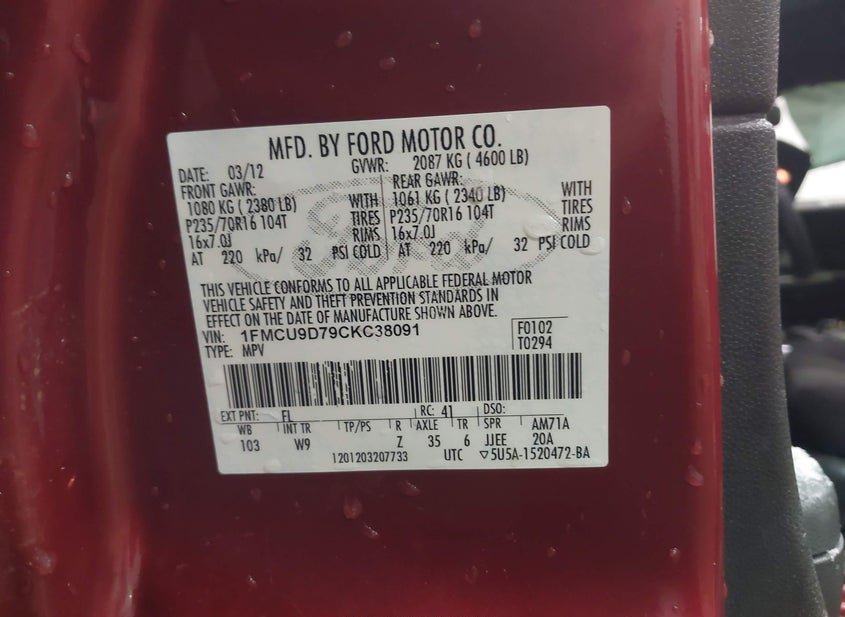 MFD. BY FORD MOTOR CO.
DATE: 03/12 GVWR: 2087 KG ( 4600 LB)
FRONT GAWR: REAR GAWR:
1080 KG ( 2380 LB) WITH 1061 KG ( 2340 LB) WITH
P235/70R16 104T TIRES P235/70R16 104T TIRES
16x7.0J RIMS 16x7.0J RIMS
AT 220 kPa/ 32 PSI COLD AT 220 kPa/ 32 PSI COLD
Ford
THIS VEHICLE CONFORMS TO ALL APPLICABLE FEDERAL MOTOR
VEHICLE SAFETY AND THEFT PREVENTION STANDARDS IN
EFFECT ON THE DATE OF MANUFACTURE SHOWN ABOVE.
VIN: 1FMCU9D79CKC38091 F0102
TYPE: MPV T0294
EXT PNT: FL RC: 41 DSO:
WB INT TR TP/PS R AXLE TR SPR AM71A
103 W9 Z 35 6 JJEE 20A
1201203207733 UTC ▽5U5A-1520472-BA